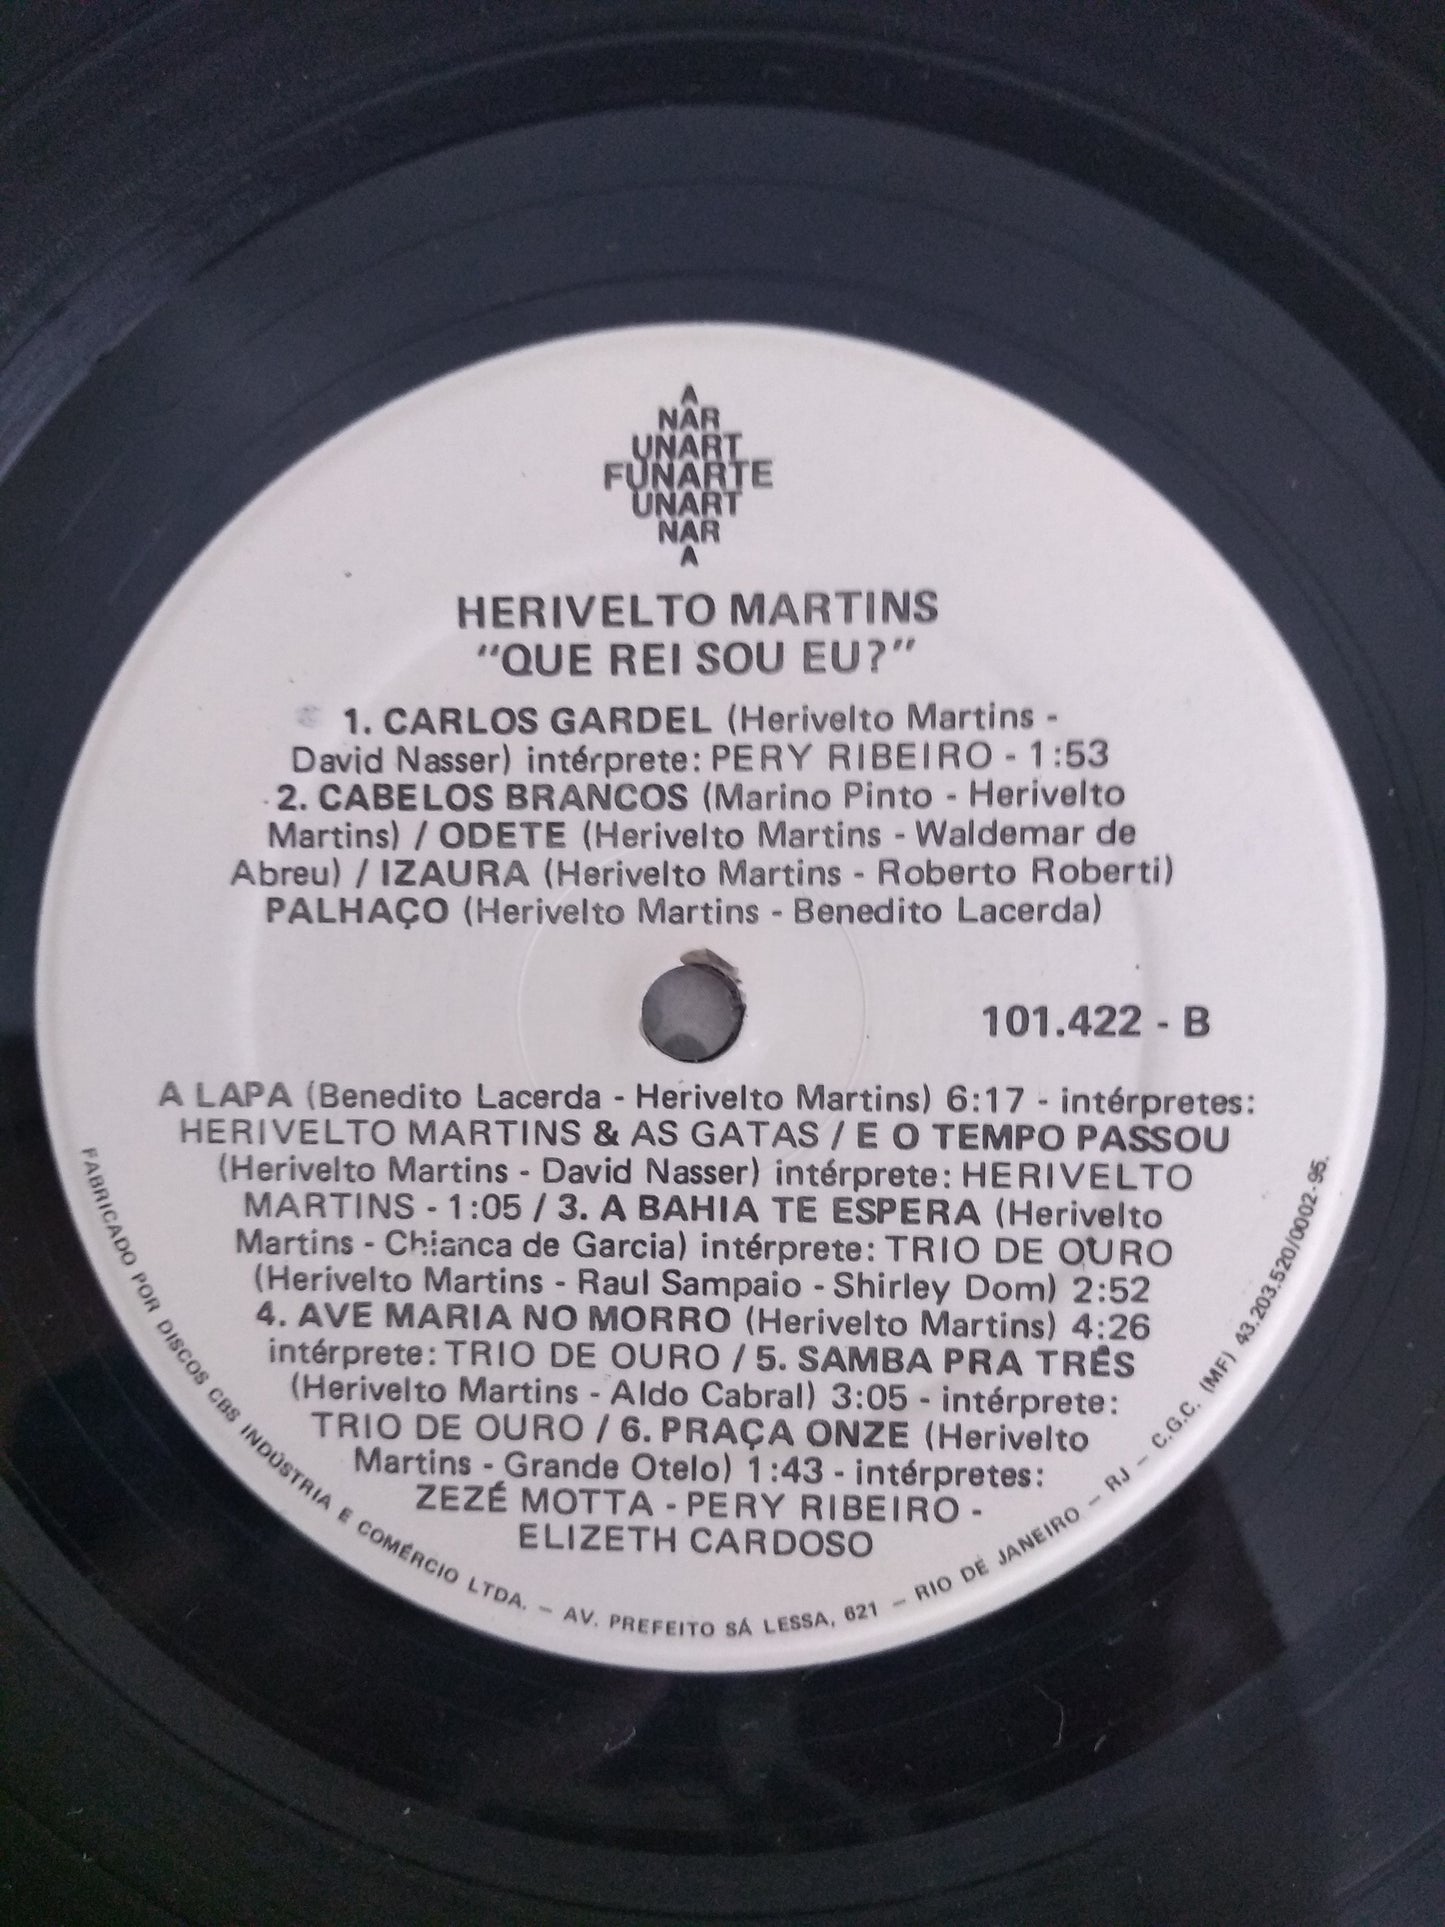 A
NAR
UNART
FUNARTE
UNART
NAR
A
HERIVELTO MARTINS
"QUE REI SOU EU?"
1. CARLOS GARDEL (Herivelto Martins -
David Nasser) intérprete: PERY RIBEIRO - 1:53
2. CABELOS BRANCOS (Marino Pinto - Herivelto
Martins) / ODETE (Herivelto Martins - Waldemar de
Abreu) / IZAURA (Herivelto Martins - Roberto Roberti)
PALHAÇO (Herivelto Martins - Benedito Lacerda)
101.422 - B
A LAPA (Benedito Lacerda - Herivelto Martins) 6:17 - intérpretes:
HERIVELTO MARTINS & AS GATAS / E O TEMPO PASSOU
(Herivelto Martins - David Nasser) intérprete: HERIVELTO
MARTINS - 1:05 / 3. A BAHIA TE ESPERA (Herivelto
Martins - Chianca de Garcia) intérprete: TRIO DE OURO
(Herivelto Martins - Raul Sampaio - Shirley Dom) 2:52
4. AVE MARIA NO MORRO (Herivelto Martins) 4:26
intérprete: TRIO DE OURO / 5. SAMBA PRA TRÊS
(Herivelto Martins - Aldo Cabral) 3:05 - intérprete:
TRIO DE OURO / 6. PRAÇA ONZE (Herivelto
Martins - Grande Otelo) 1:43 - intérpretes:
ZEZÉ MOTTA - PERY RIBEIRO -
ELIZETH CARDOSO
FABRICADO POR DISCOS CBS INDÚSTRIA E COMÉRCIO LTDA. – AV. PREFEITO SÁ LESSA, 621 – RIO DE JANEIRO – RJ – C.G.C. (MF) 43.203.520/0002-95.